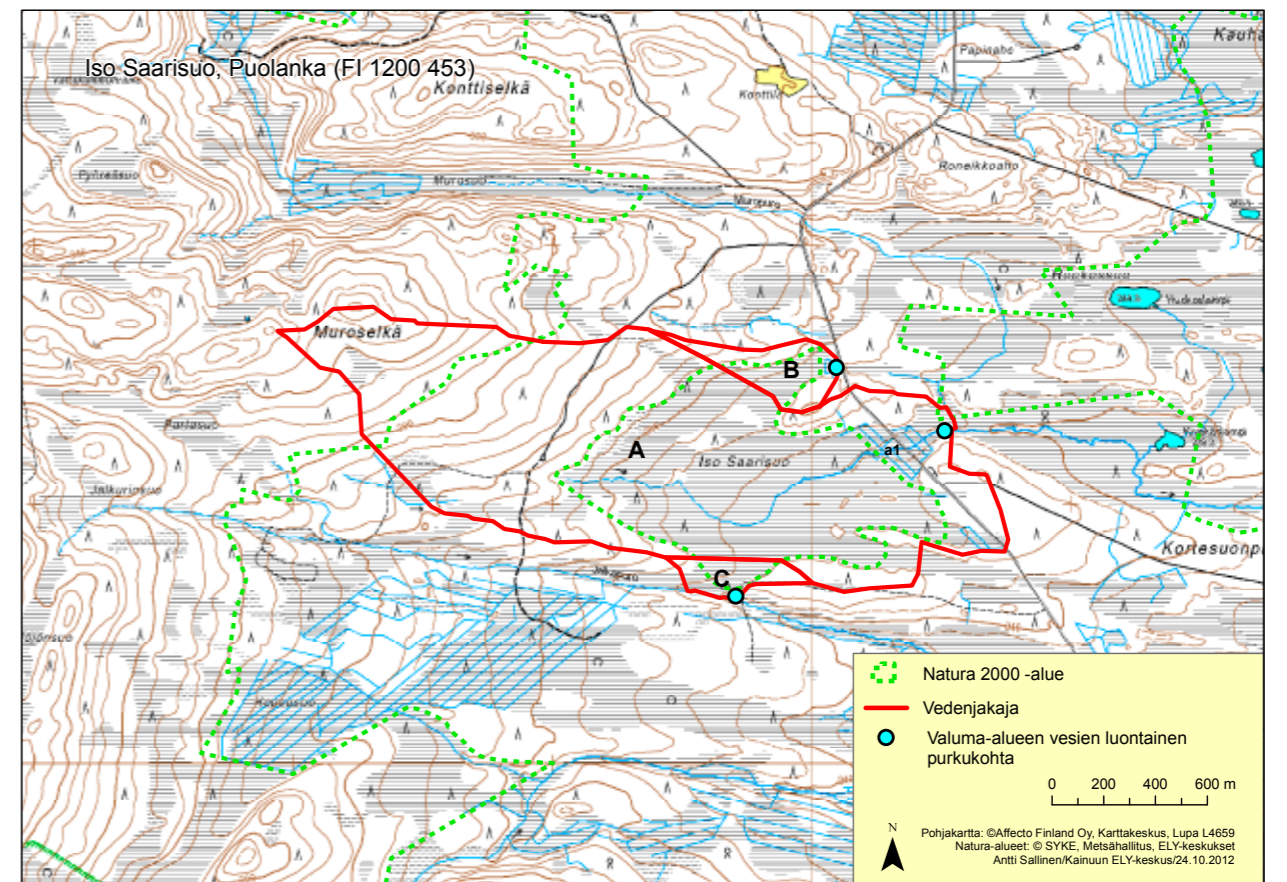 Iso Saarisuo, Puolanka (FI 1200 453)
Konttiselkä
Papinaho
Konttila
Roneikkoaho
Murosuo
Muropuro
Muroselkä
Parlasuo
B
A
Iso Saarisuo
a1
Jälkuriosuo
Kortesuonp
C
Natura 2000 -alue
Vedenjakaja
Valuma-alueen vesien luontainen
purkukohta
0 200 400 600 m
N
Pohjakartta: ©Affecto Finland Oy, Karttakeskus, Lupa L4659
Natura-alueet: © SYKE, Metsähallitus, ELY-keskukset
Antti Sallinen/Kainuun ELY-keskus/24.10.2012